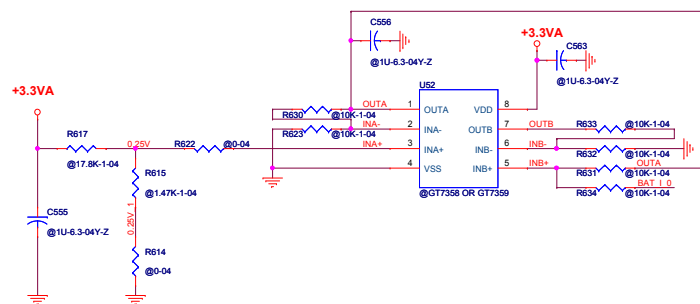 C556
@1U-6.3-04Y-Z
+3.3VA
C563
@1U-6.3-04Y-Z
+3.3VA
U52
R630
@10K-1-04
OUTA
1
OUTA
VDD
8
R623
@10K-1-04
INA-
2
INA-
OUTB
7
OUTB
R633
@10K-1-04
R617
@17.8K-1-04
0.25V
R622
@0-04
INA+
3
INA+
INB-
6
INB-
R632
@10K-1-04
4
VSS
INB+
5
INB+
R631
@10K-1-04
OUTA
@GT7358 OR GT7359
R634
@10K-1-04
BAT_I_0
R615
@1.47K-1-04
C555
@1U-6.3-04Y-Z
0.25V_1
R614
@0-04